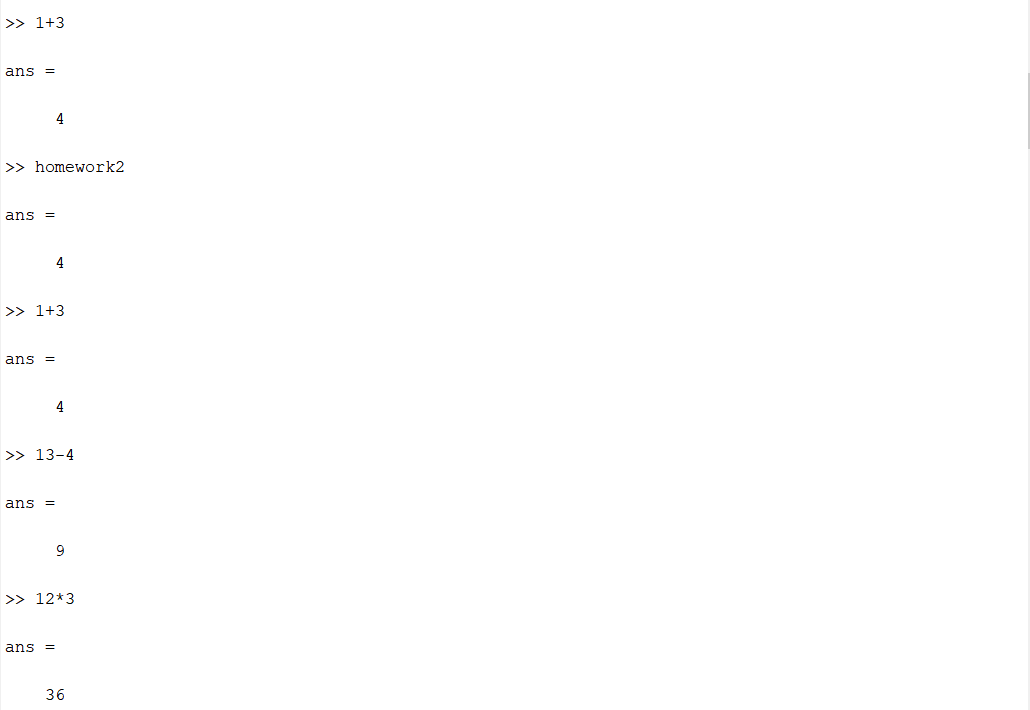 >> 1+3
ans =
4
>> homework2
ans =
4
>> 1+3
ans =
4
>> 13-4
ans =
9
>> 12*3
ans =
36